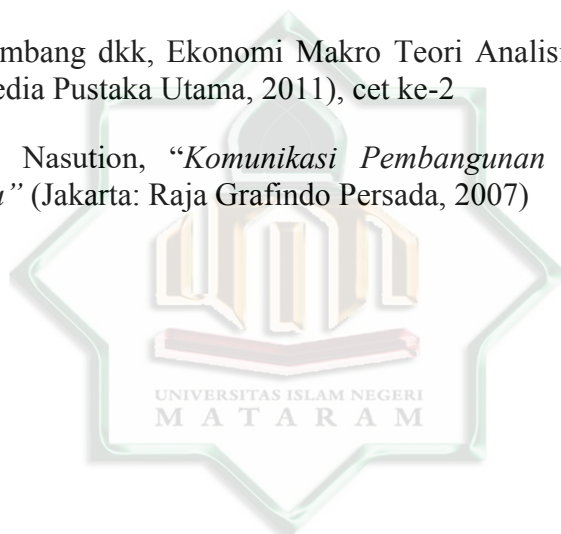 mbang dkk, Ekonomi Makro Teori Analisi
edia Pustaka Utama, 2011), cet ke-2
Nasution, “Komunikasi Pembangunan
” (Jakarta: Raja Grafindo Persada, 2007)
UNIVERSITAS ISLAM NEGERI
MATARAM